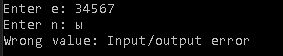 Enter e: 34567
Enter n: ы
Wrong value: Input/output error